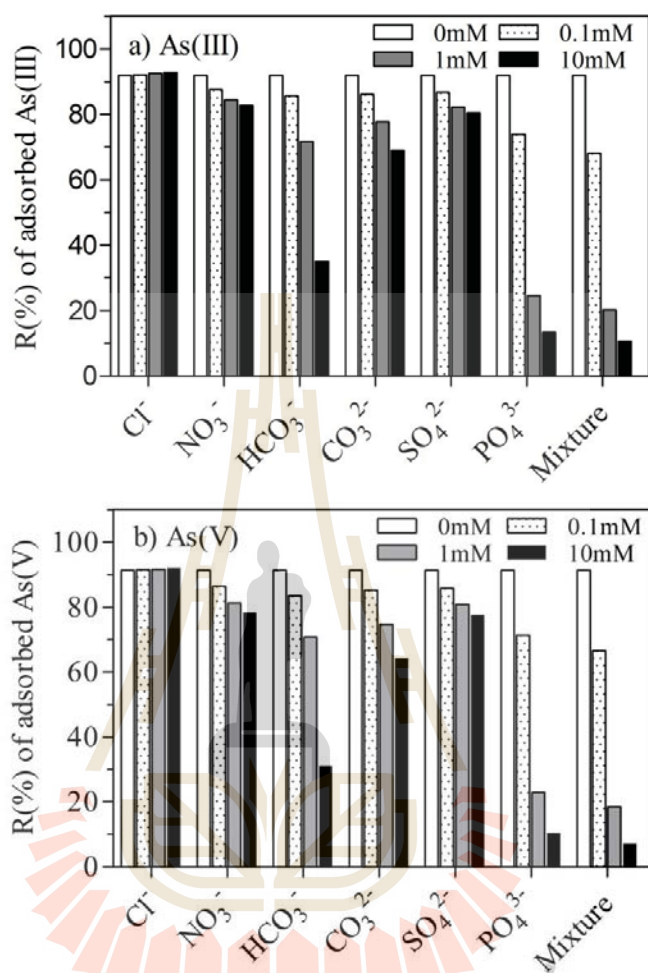 a) As(III)
0mM 0.1mM
1mM 10mM
R(%) of adsorbed As(III)
100
80
60
40
20
0
Cl⁻ NO₃⁻ HCO₃⁻ CO₃²⁻ SO₄²⁻ PO₄³⁻ Mixture
b) As(V)
0mM 0.1mM
1mM 10mM
R(%) of adsorbed As(V)
100
80
60
40
20
0
Cl⁻ NO₃⁻ HCO₃⁻ CO₃²⁻ SO₄²⁻ PO₄³⁻ Mixture